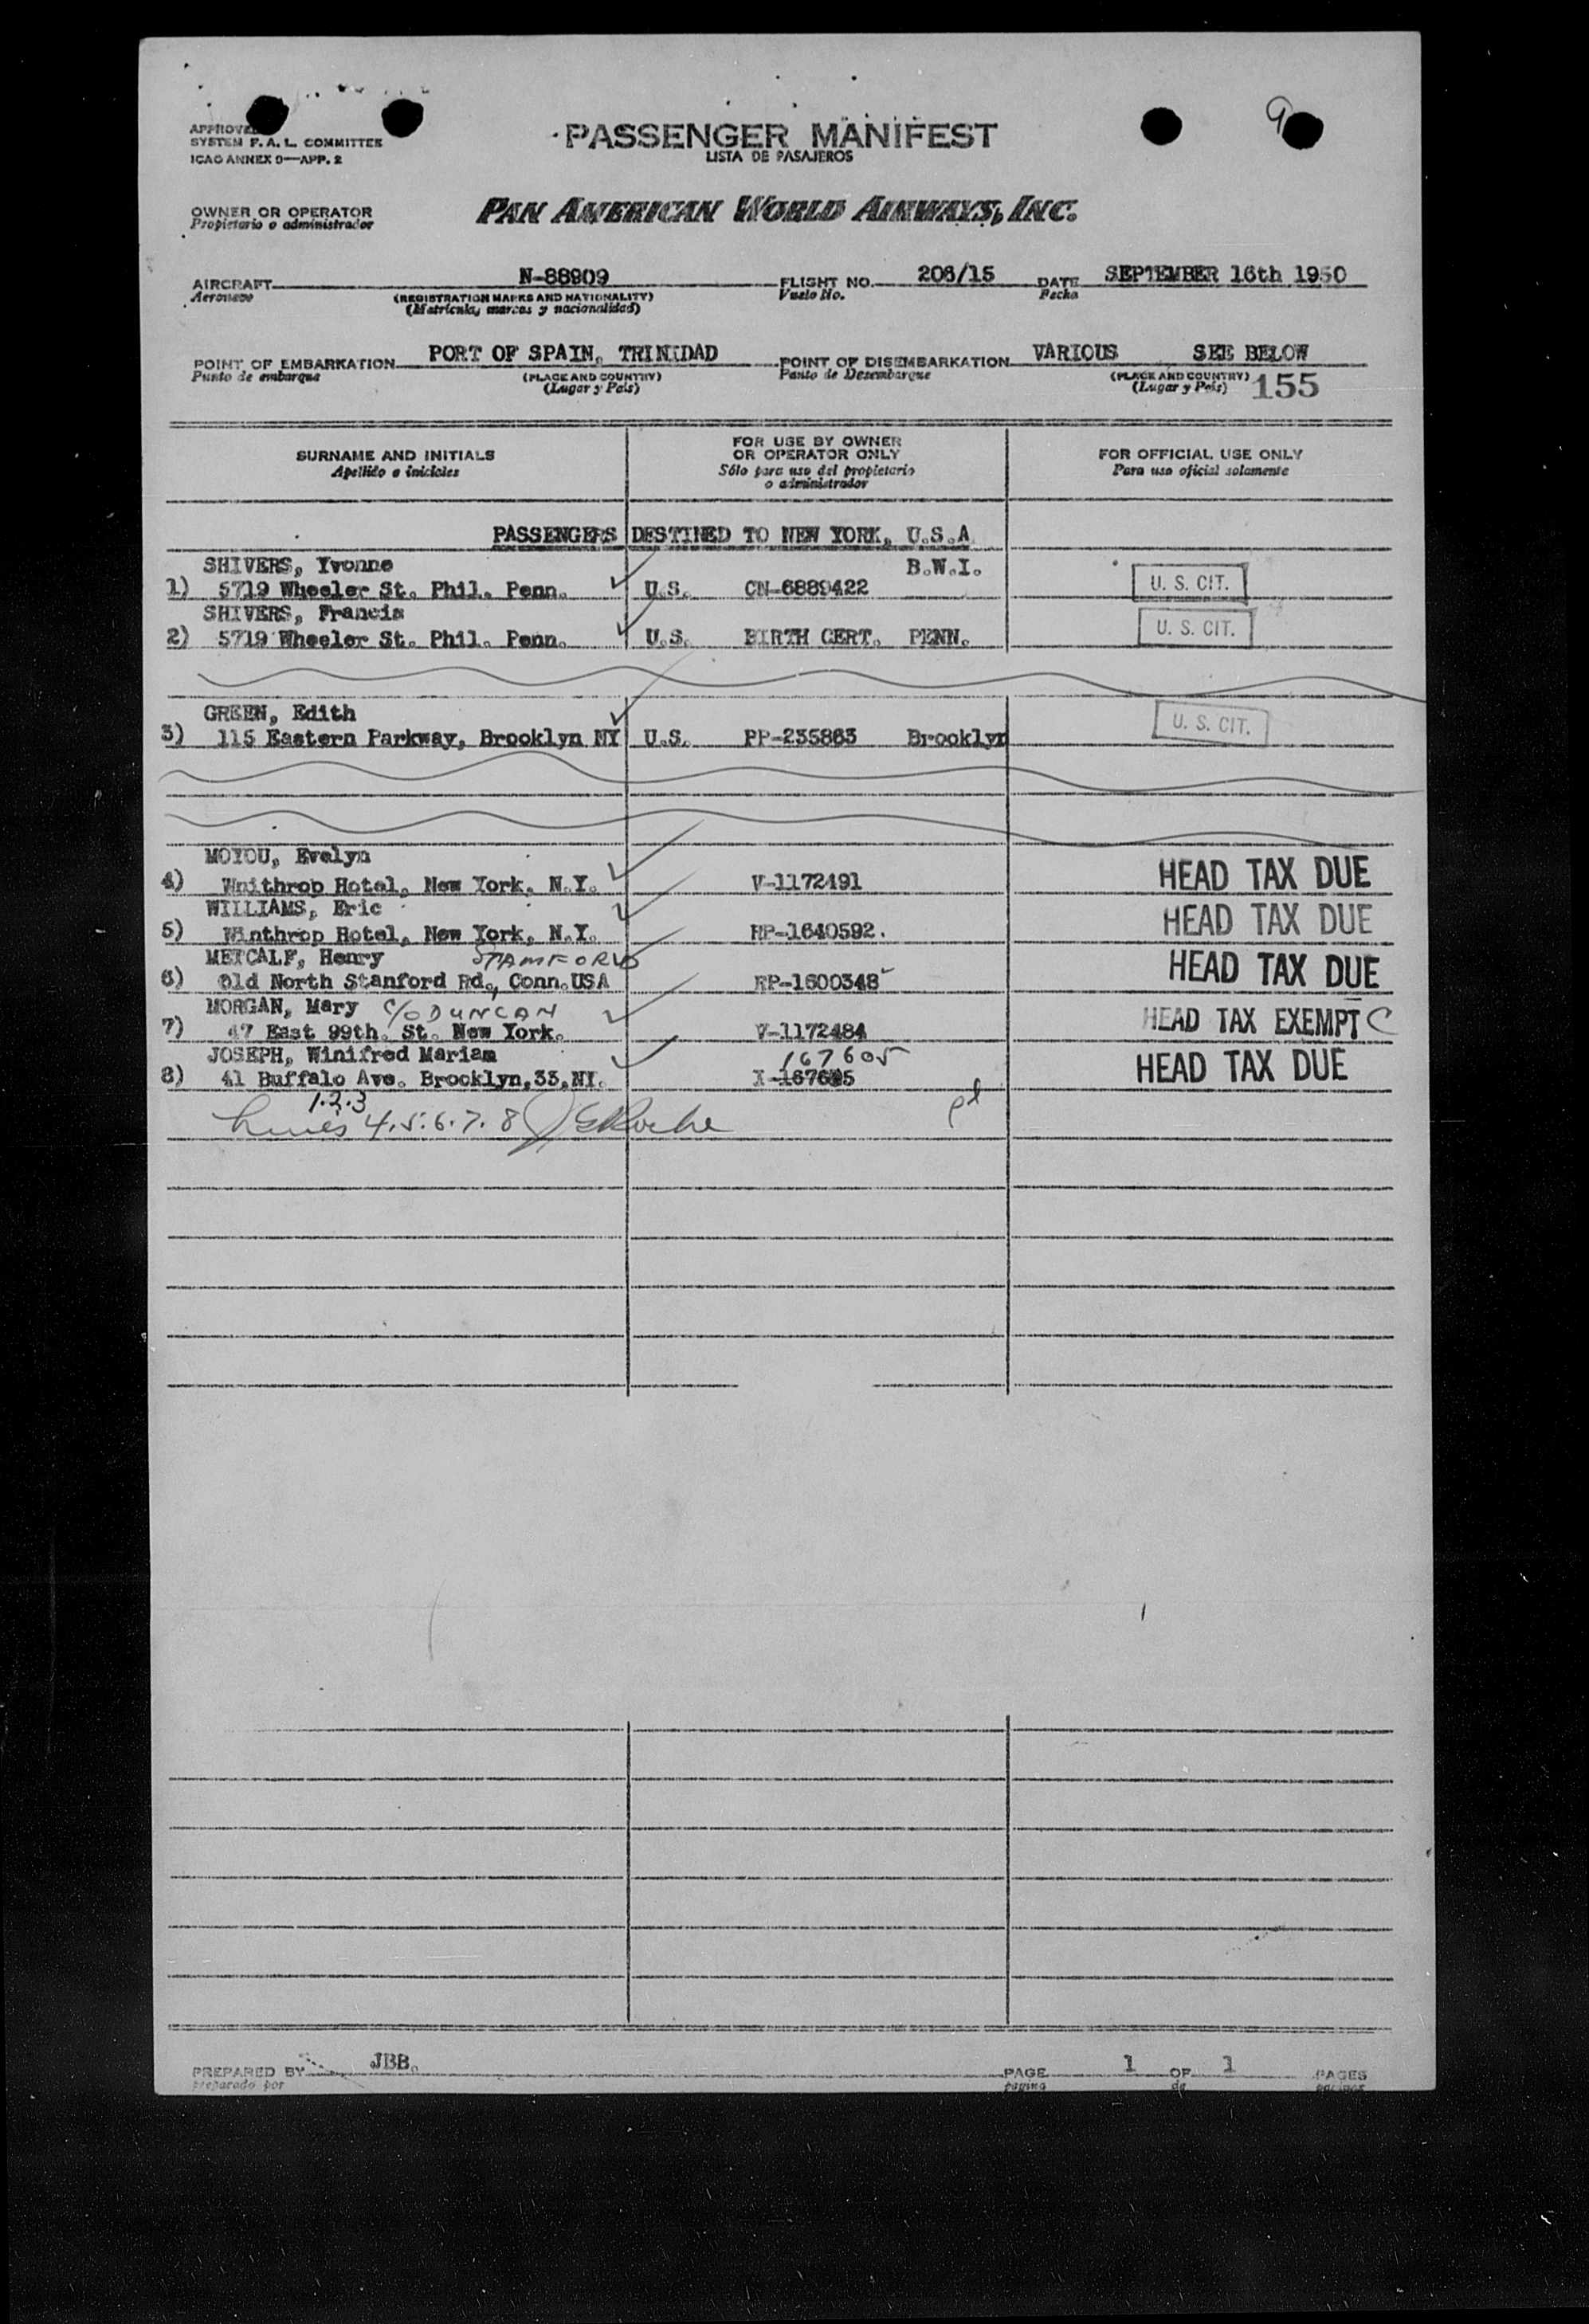 9
APPROVED
SYSTEM F. A. L. COMMITTEE
ICAO ANNEX 9—APP. 2
PASSENGER MANIFEST
LISTA DE PASAJEROS
OWNER OR OPERATOR
Propietario o administrador
PAN AMERICAN WORLD AIRWAYS, INC.
AIRCRAFT N-88909 FLIGHT NO. 206/15 DATE SEPTEMBER 16th 1950
Aeronave (REGISTRATION MARKS AND NATIONALITY) Vuelo No. Fecha
(Matricula, marcas y nacionalidad)
POINT OF EMBARKATION PORT OF SPAIN, TRINIDAD POINT OF DISEMBARKATION VARIOUS SEE BELOW
Punto de embarque (PLACE AND COUNTRY) Punto de Desembarque (PLACE AND COUNTRY)
(Lugar y Pais) (Lugar y Pais) 155
SURNAME AND INITIALS
Apellido e iniciales
FOR USE BY OWNER
OR OPERATOR ONLY
Sólo para uso del propietario
o administrador
FOR OFFICIAL USE ONLY
Para uso oficial solamente
PASSENGERS DESTINED TO NEW YORK, U.S.A
SHIVERS, Yvonne B.W.I.
1) 5719 Wheeler St. Phil. Penn. U.S. CN-6889422 U. S. CIT.
SHIVERS, Francis
2) 5719 Wheeler St. Phil. Penn. U.S. BIRTH CERT. PENN. U. S. CIT.
GREEN, Edith
3) 115 Eastern Parkway, Brooklyn NY U.S. PP-235863 Brooklyn U. S. CIT.
MOYOU, Evelyn
4) Wnithrop Hotel, New York, N.Y. V-1172491 HEAD TAX DUE
WILLIAMS, Eric
5) Winthrop Hotel, New York, N.Y. RP-1640592. HEAD TAX DUE
METCALF, Henry STAMFORD
6) Old North Stanford Rd., Conn.USA RP-1600348 HEAD TAX DUE
MORGAN, Mary C/O DUNCAN
7) 47 East 99th. St. New York. V-1172484 HEAD TAX EXEMPT C
JOSEPH, Winifred Mariam 167605
8) 41 Buffalo Ave. Brooklyn,33,NY. I-167605 HEAD TAX DUE
1.2.3
Lines 4.5.6.7.8 pd
PREPARED BY JBB. PAGE 1 OF 1 PAGES
preparado por pagina de paginas